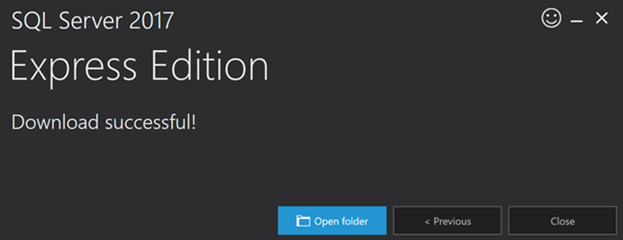 SQL Server 2017
Express Edition
Download successful!
Open folder
< Previous
Close